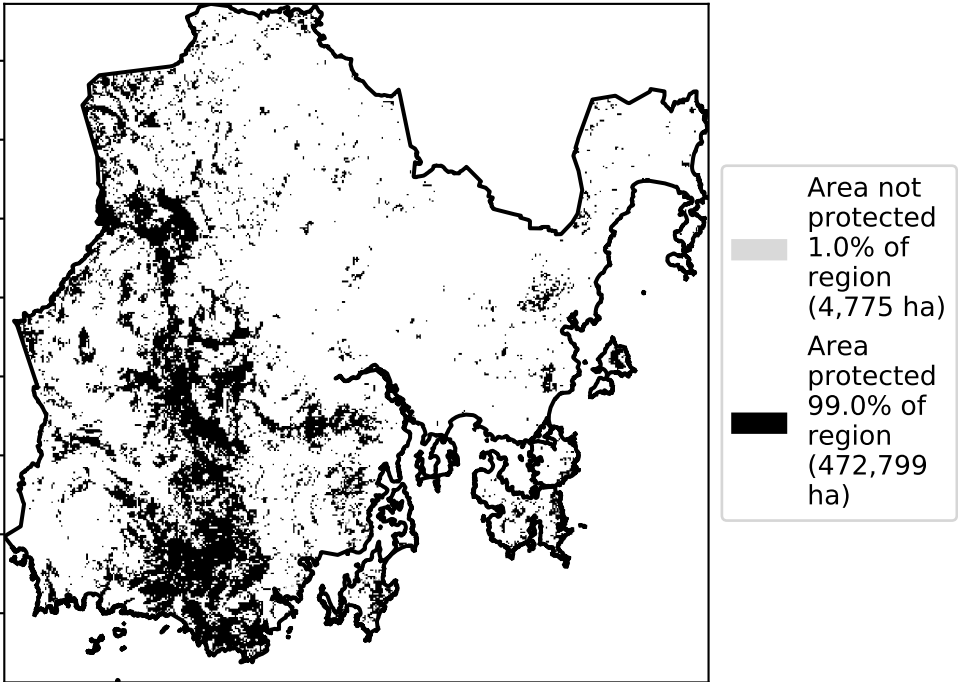 Area not
protected
1.0% of
region
(4,775 ha)
Area
protected
99.0% of
region
(472,799
ha)